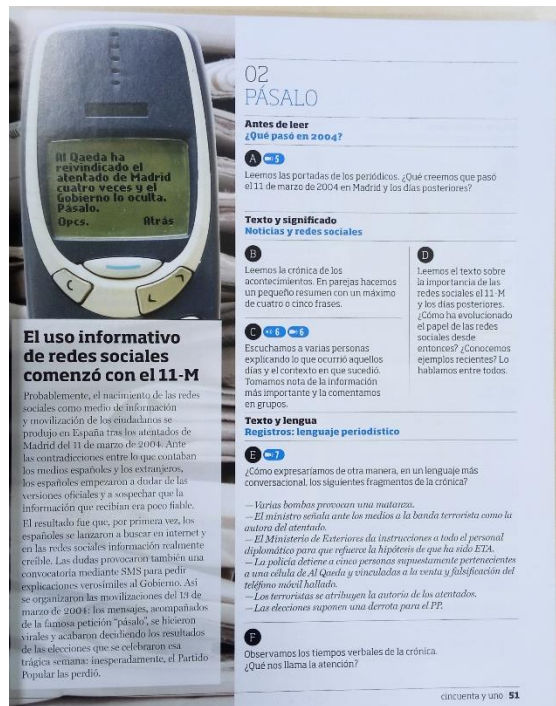 Al Qaeda ha
reivindicado el
atentado de Madrid
cuatro veces y el
Gobierno lo oculta.
Pásalo.
Opcs. Atrás
El uso informativo
de redes sociales
comenzó con el 11-M
Probablemente, el nacimiento de las redes
sociales como medio de información
y movilización de los ciudadanos se
produjo en España tras los atentados de
Madrid del 11 de marzo de 2004. Ante
las contradicciones entre lo que contaban
los medios españoles y los extranjeros,
los españoles empezaron a dudar de las
versiones oficiales y a sospechar que la
información que recibían era poco fiable.
El resultado fue que, por primera vez, los
españoles se lanzaron a buscar en internet y
en las redes sociales información realmente
creíble. Las dudas provocaron también una
convocatoria mediante SMS para pedir
explicaciones verosímiles al Gobierno. Así
se organizaron las movilizaciones del 13 de
marzo de 2004: los mensajes, acompañados
de la famosa petición "pásalo", se hicieron
virales y acabaron decidiendo los resultados
de las elecciones que se celebraron esa
trágica semana: inesperadamente, el Partido
Popular las perdió.
02
PÁSALO
Antes de leer
¿Qué pasó en 2004?
A 5
Leemos las portadas de los periódicos. ¿Qué creemos que pasó
el 11 de marzo de 2004 en Madrid y los días posteriores?
Texto y significado
Noticias y redes sociales
B
Leemos la crónica de los
acontecimientos. En parejas hacemos
un pequeño resumen con un máximo
de cuatro o cinco frases.
C 6 6
Escuchamos a varias personas
explicando lo que ocurrió aquellos
días y el contexto en que sucedió.
Tomamos nota de la información
más importante y la comentamos
en grupos.
D
Leemos el texto sobre
la importancia de las
redes sociales el 11-M
y los días posteriores.
¿Cómo ha evolucionado
el papel de las redes
sociales desde
entonces? ¿Conocemos
ejemplos recientes? Lo
hablamos entre todos.
Texto y lengua
Registros: lenguaje periodístico
E 7
¿Cómo expresaríamos de otra manera, en un lenguaje más
conversacional, los siguientes fragmentos de la crónica?
—Varias bombas provocan una matanza.
—El ministro señala ante los medios a la banda terrorista como la
autora del atentado.
—El Ministerio de Exteriores da instrucciones a todo el personal
diplomático para que refuerce la hipótesis de que ha sido ETA.
—La policía detiene a cinco personas supuestamente pertenecientes
a una célula de Al Qaeda y vinculadas a la venta y falsificación del
teléfono móvil hallado.
—Los terroristas se atribuyen la autoría de los atentados.
—Las elecciones suponen una derrota para el PP.
F
Observamos los tiempos verbales de la crónica.
¿Qué nos llama la atención?
cincuenta y uno 51